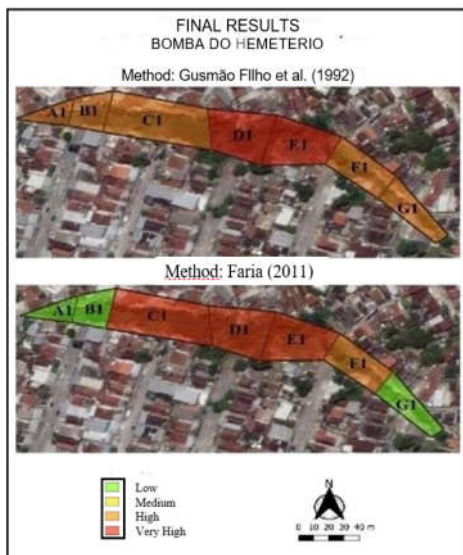 FINAL RESULTS
BOMBA DO HEMETERIO
Method: Gusmão FIlho et al. (1992)
A1 B1 C1 D1 E1 F1 G1
Method: Faria (2011)
A1 B1 C1 D1 E1 F1 G1
Low
Medium
High
Very High
N
0 10 20 30 40 m